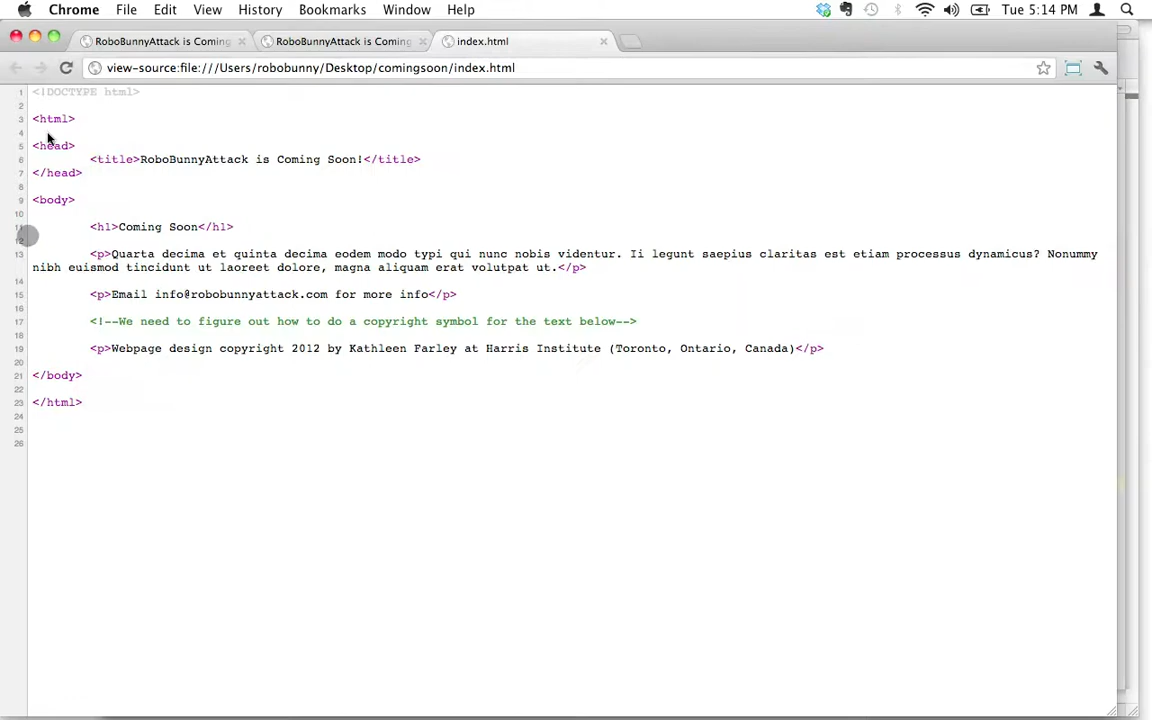 Chrome File Edit View History Bookmarks Window Help Tue 5:14 PM
RoboBunnyAttack is Coming RoboBunnyAttack is Coming index.html
view-source:file:///Users/robobunny/Desktop/comingsoon/index.html
1 <!DOCTYPE html>
2
3 <html>
4
5 <head>
6 <title>RoboBunnyAttack is Coming Soon!</title>
7 </head>
8
9 <body>
10
11 <h1>Coming Soon</h1>
12
13 <p>Quarta decima et quinta decima eodem modo typi qui nunc nobis videntur. Ii legunt saepius claritas est etiam processus dynamicus? Nonummy
nibh euismod tincidunt ut laoreet dolore, magna aliquam erat volutpat ut.</p>
14
15 <p>Email info@robobunnyattack.com for more info</p>
16
17 <!--We need to figure out how to do a copyright symbol for the text below-->
18
19 <p>Webpage design copyright 2012 by Kathleen Farley at Harris Institute (Toronto, Ontario, Canada)</p>
20
21 </body>
22
23 </html>
24
25
26